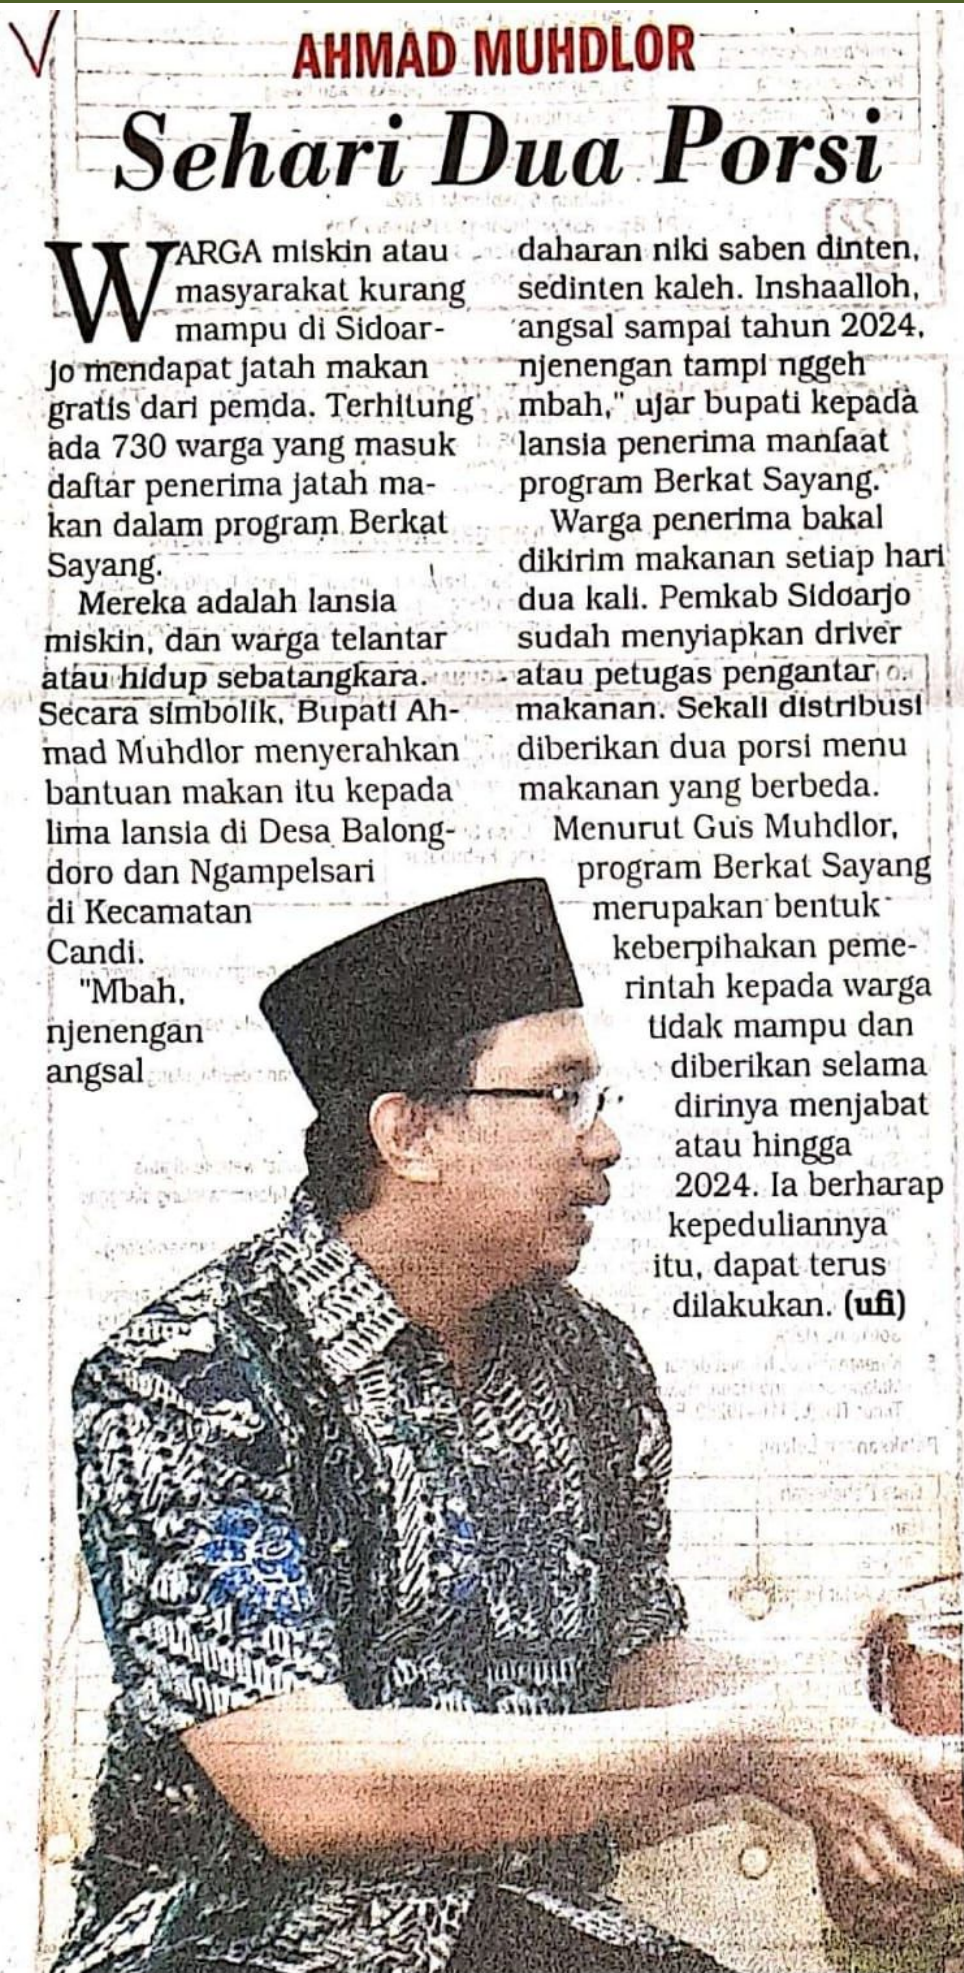 AHMAD MUHDLOR
Sehari Dua Porsi
WARGA miskin atau
masyarakat kurang
mampu di Sidoar-
jo mendapat jatah makan
gratis dari pemda. Terhitung
ada 730 warga yang masuk
daftar penerima jatah ma-
kan dalam program Berkat
Sayang.
Mereka adalah lansia
miskin, dan warga telantar
atau hidup sebatangkara.
Secara simbolik, Bupati Ah-
mad Muhdlor menyerahkan
bantuan makan itu kepada
lima lansia di Desa Balong-
doro dan Ngampelsari
di Kecamatan
Candi.
"Mbah,
njenengan
angsal
daharan niki saben dinten,
sedinten kaleh. Inshaalloh,
angsal sampai tahun 2024,
njenengan tampi nggeh
mbah," ujar bupati kepada
lansia penerima manfaat
program Berkat Sayang.
Warga penerima bakal
dikirim makanan setiap hari
dua kali. Pemkab Sidoarjo
sudah menyiapkan driver
atau petugas pengantar
makanan. Sekali distribusi
diberikan dua porsi menu
makanan yang berbeda.
Menurut Gus Muhdlor,
program Berkat Sayang
merupakan bentuk
keberpihakan peme-
rintah kepada warga
tidak mampu dan
diberikan selama
dirinya menjabat
atau hingga
2024. Ia berharap
kepeduliannya
itu, dapat terus
dilakukan. (ufi)